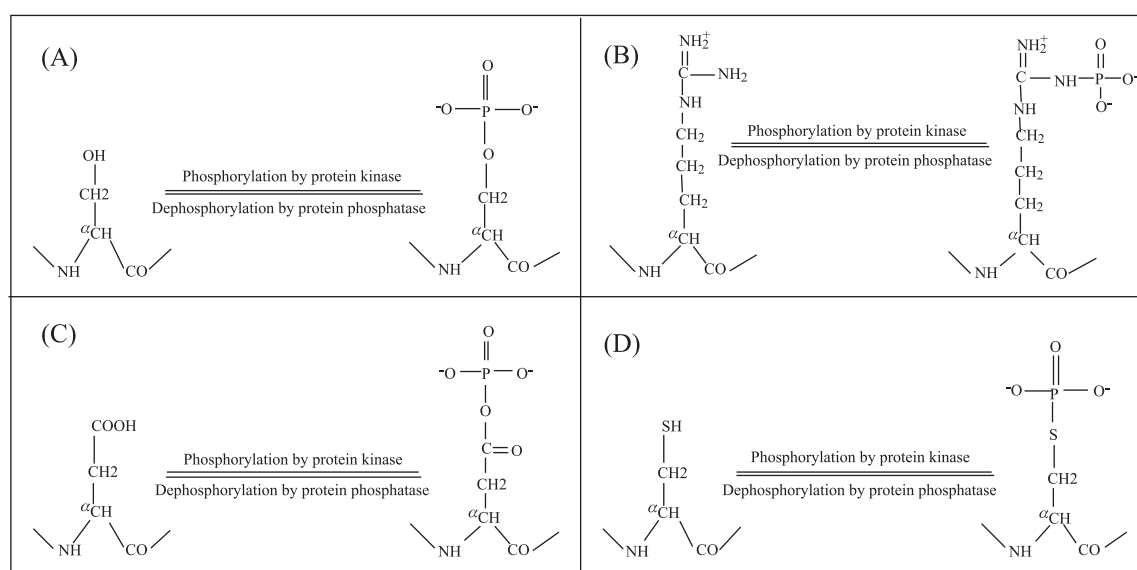 (A)
OH
CH2
αCH
NH
CO
Phosphorylation by protein kinase
Dephosphorylation by protein phosphatase
O
-O
P
O-
O
CH2
αCH
NH
CO
(B)
NH2+
C
NH2
NH
CH2
CH2
CH2
αCH
NH
CO
Phosphorylation by protein kinase
Dephosphorylation by protein phosphatase
NH2+
O
C
NH
P
O-
O-
NH
CH2
CH2
CH2
αCH
NH
CO
(C)
COOH
CH2
αCH
NH
CO
Phosphorylation by protein kinase
Dephosphorylation by protein phosphatase
O
-O
P
O-
O
C
O
CH2
αCH
NH
CO
(D)
SH
CH2
αCH
NH
CO
Phosphorylation by protein kinase
Dephosphorylation by protein phosphatase
O
-O
P
O-
S
CH2
αCH
NH
CO